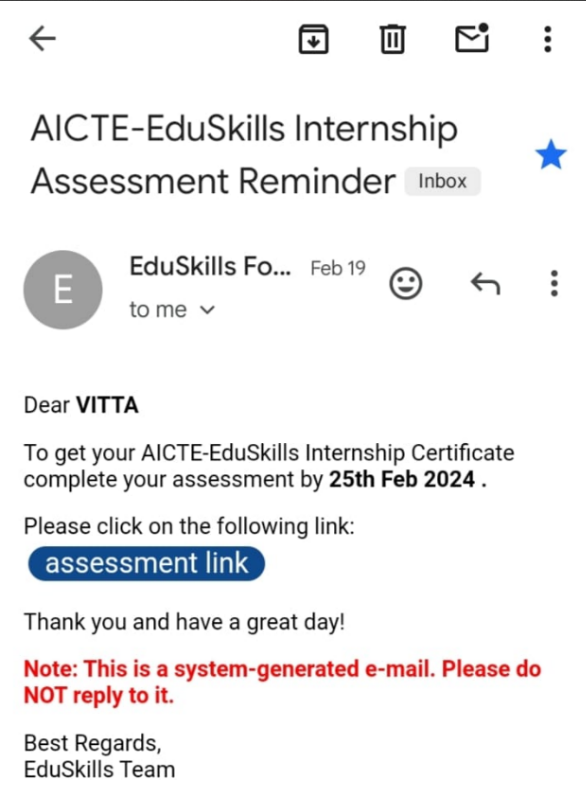 AICTE-EduSkills Internship
Assessment Reminder Inbox
E
EduSkills Fo... Feb 19
to me
Dear VITTA
To get your AICTE-EduSkills Internship Certificate
complete your assessment by 25th Feb 2024 .
Please click on the following link:
assessment link
Thank you and have a great day!
Note: This is a system-generated e-mail. Please do
NOT reply to it.
Best Regards,
EduSkills Team